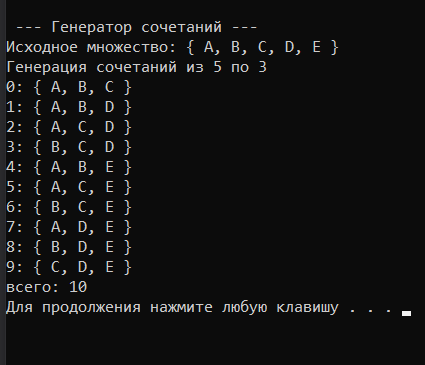 --- Генератор сочетаний ---
Исходное множество: { A, B, C, D, E }
Генерация сочетаний из 5 по 3
0: { A, B, C }
1: { A, B, D }
2: { A, C, D }
3: { B, C, D }
4: { A, B, E }
5: { A, C, E }
6: { B, C, E }
7: { A, D, E }
8: { B, D, E }
9: { C, D, E }
всего: 10
Для продолжения нажмите любую клавишу . . .